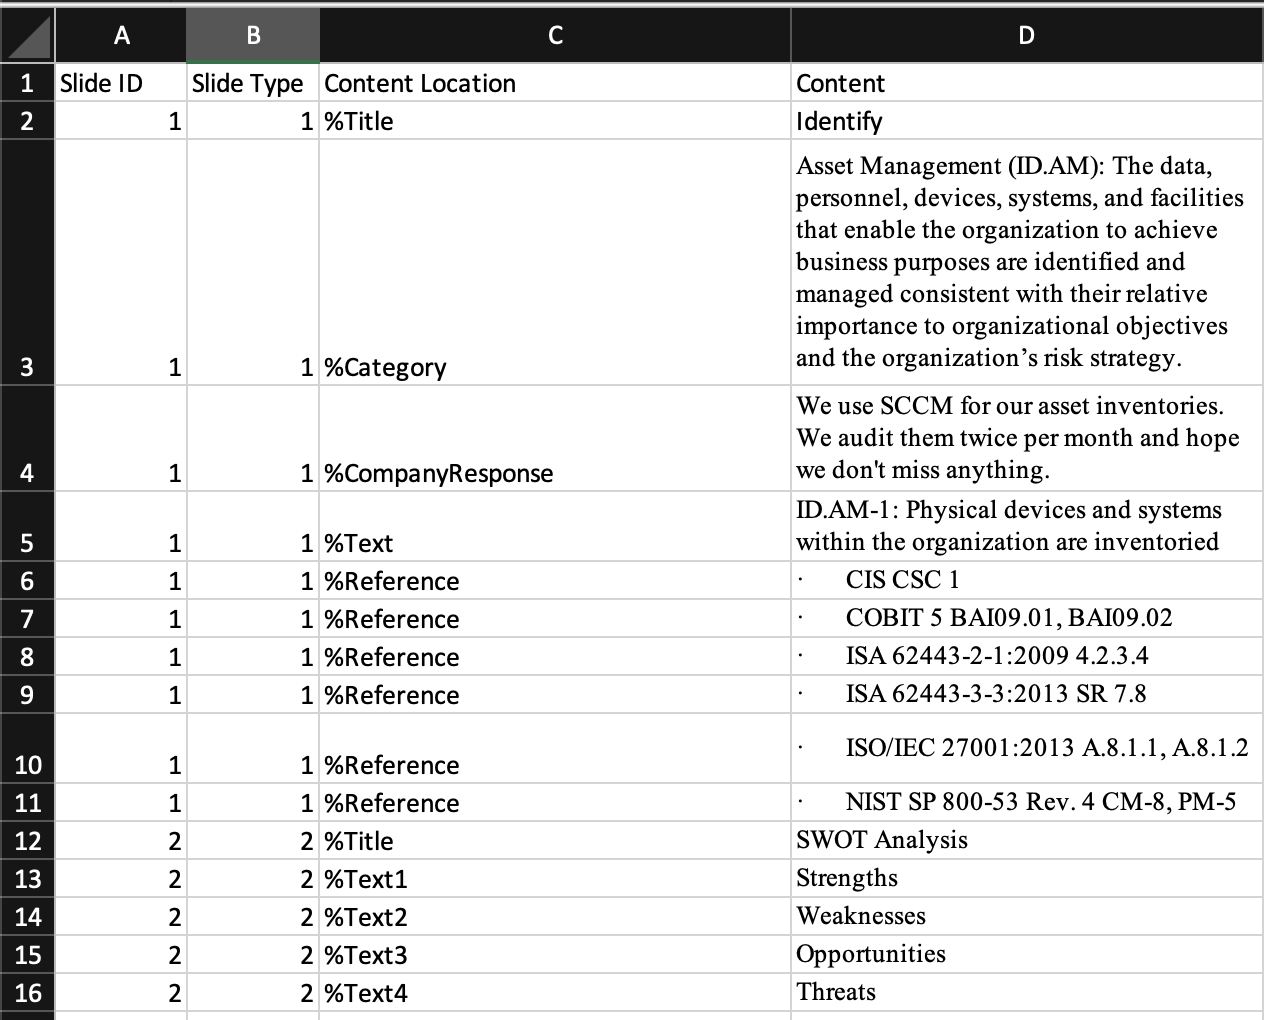 A B C D
1 Slide ID Slide Type Content Location Content
2 1 1 %Title Identify
Asset Management (ID.AM): The data,
personnel, devices, systems, and facilities
that enable the organization to achieve
business purposes are identified and
managed consistent with their relative
importance to organizational objectives
3 1 1 %Category and the organization’s risk strategy.
We use SCCM for our asset inventories.
We audit them twice per month and hope
4 1 1 %CompanyResponse we don't miss anything.
ID.AM-1: Physical devices and systems
5 1 1 %Text within the organization are inventoried
6 1 1 %Reference · CIS CSC 1
7 1 1 %Reference · COBIT 5 BAI09.01, BAI09.02
8 1 1 %Reference · ISA 62443-2-1:2009 4.2.3.4
9 1 1 %Reference · ISA 62443-3-3:2013 SR 7.8
10 1 1 %Reference · ISO/IEC 27001:2013 A.8.1.1, A.8.1.2
11 1 1 %Reference · NIST SP 800-53 Rev. 4 CM-8, PM-5
12 2 2 %Title SWOT Analysis
13 2 2 %Text1 Strengths
14 2 2 %Text2 Weaknesses
15 2 2 %Text3 Opportunities
16 2 2 %Text4 Threats